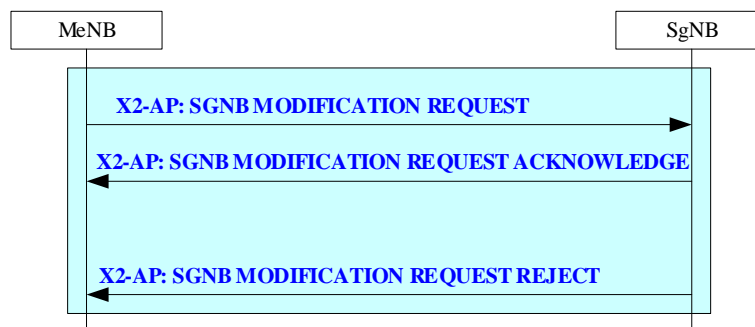 MeNB
SgNB
X2-AP: SGNB MODIFICATION REQUEST
X2-AP: SGNB MODIFICATION REQUEST ACKNOWLEDGE
X2-AP: SGNB MODIFICATION REQUEST REJECT